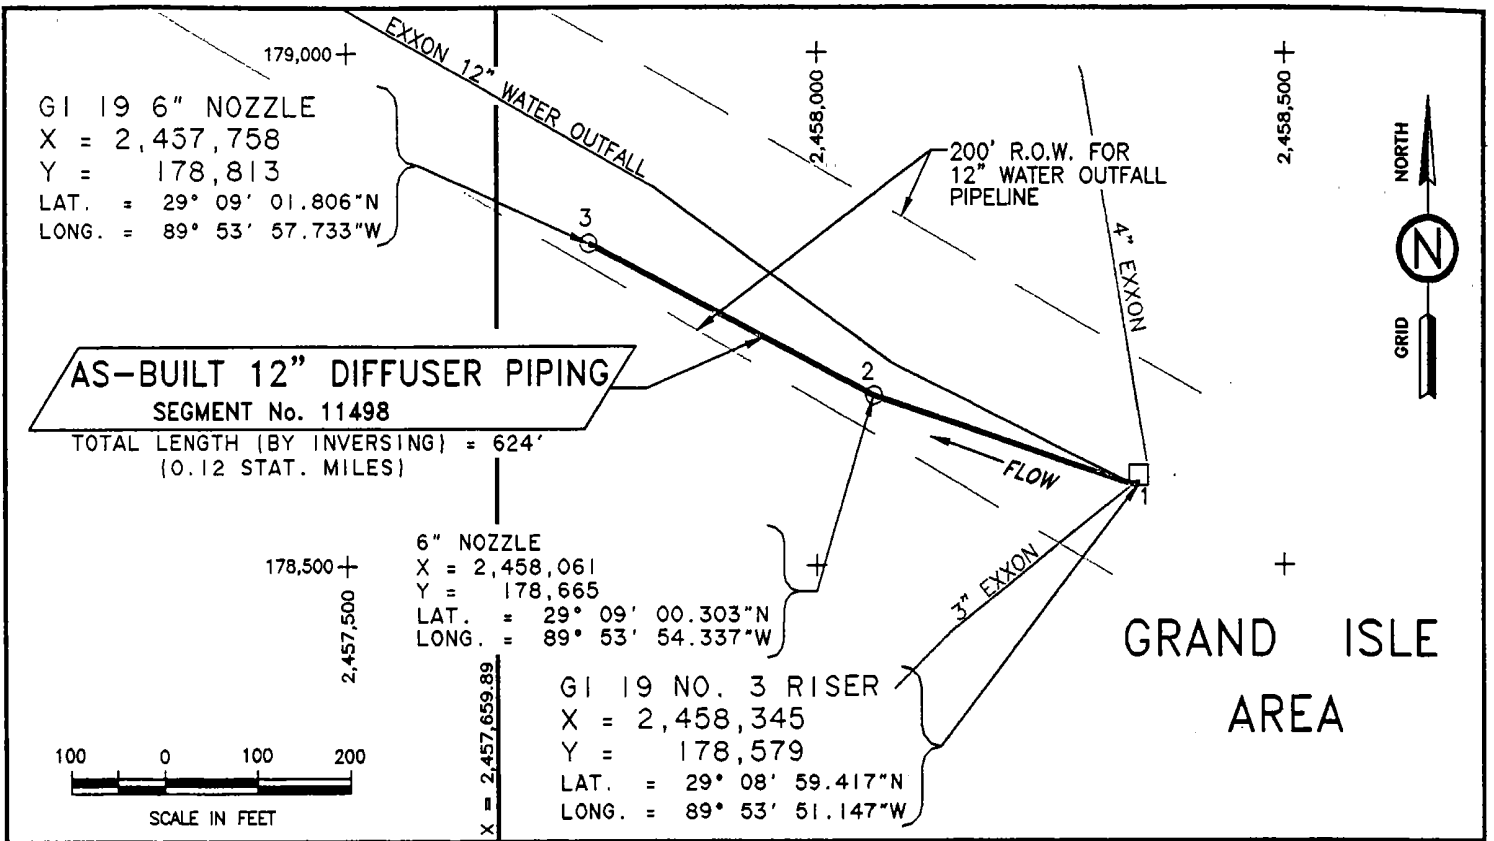 179,000
EXXON 12" WATER OUTFALL
2,458,000
2,458,500
GI 19 6" NOZZLE
X = 2,457,758
Y = 178,813
LAT. = 29° 09' 01.806"N
LONG. = 89° 53' 57.733"W
200' R.O.W. FOR
12" WATER OUTFALL
PIPELINE
NORTH
N
GRID
3
4" EXXON
AS-BUILT 12" DIFFUSER PIPING
SEGMENT No. 11498
TOTAL LENGTH (BY INVERSING) = 624'
(0.12 STAT. MILES)
2
FLOW
1
178,500
2,457,500
6" NOZZLE
X = 2,458,061
Y = 178,665
LAT. = 29° 09' 00.303"N
LONG. = 89° 53' 54.337"W
3" EXXON
GRAND ISLE
AREA
X = 2,457,659.89
GI 19 NO. 3 RISER
X = 2,458,345
Y = 178,579
LAT. = 29° 08' 59.417"N
LONG. = 89° 53' 51.147"W
100 0 100 200
SCALE IN FEET